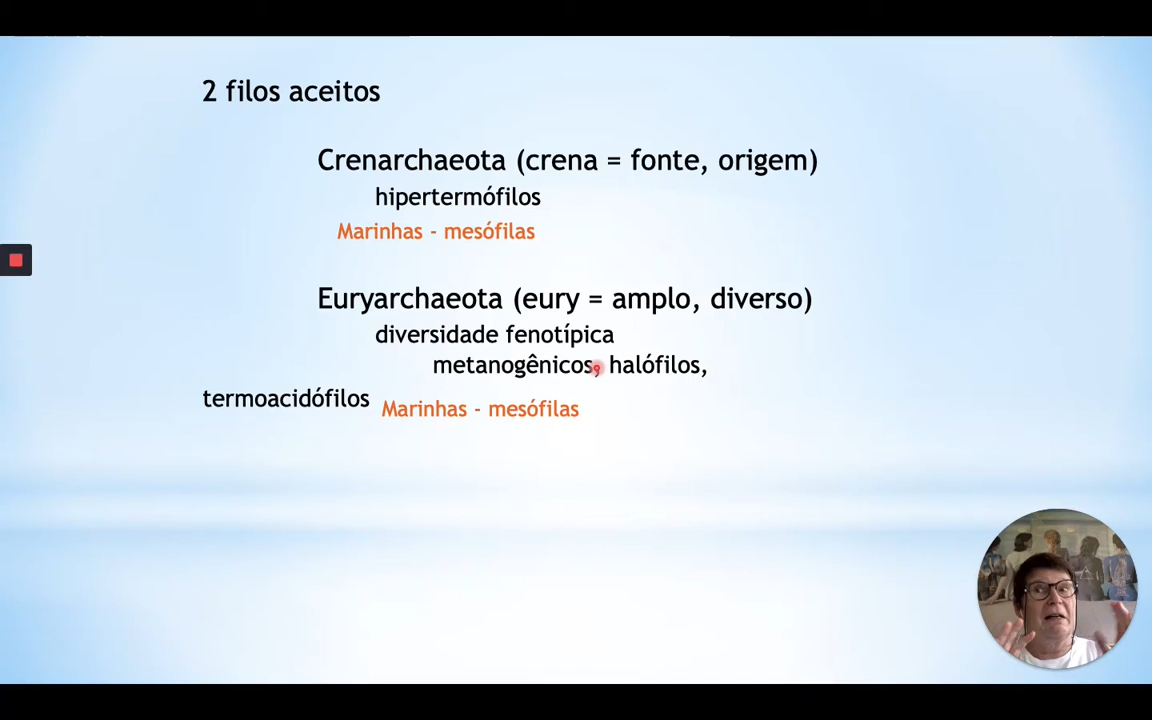 2 filos aceitos
Crenarchaeota (crena = fonte, origem)
hipertermófilos
Marinhas - mesófilas
Euryarchaeota (eury = amplo, diverso)
diversidade fenotípica
metanogênicos, halófilos,
termoacidófilos Marinhas - mesófilas